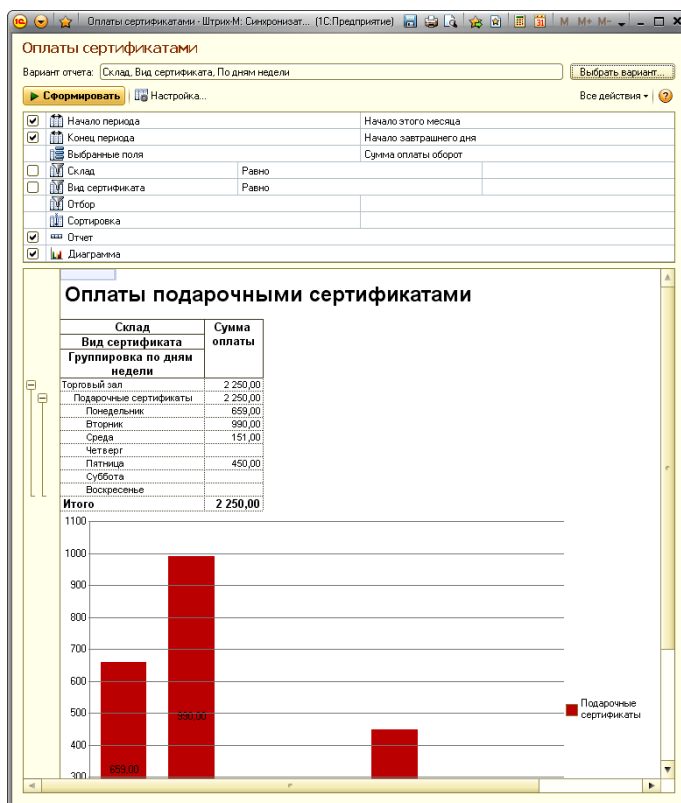 Оплаты сертификатами - Штрих-М: Синхронизат... (1С:Предприятие) M M+ M-
Оплаты сертификатами
Вариант отчета: Склад, Вид сертификата, По дням недели Выбрать вариант...
Сформировать Настройка... Все действия
Начало периода Начало этого месяца
Конец периода Начало завтрашнего дня
Выбранные поля Сумма оплаты оборот
Склад Равно
Вид сертификата Равно
Отбор
Сортировка
Отчет
Диаграмма
Оплаты подарочными сертификатами
Склад Сумма
Вид сертификата оплаты
Группировка по дням
недели
Торговый зал 2 250,00
Подарочные сертификаты 2 250,00
Понедельник 659,00
Вторник 990,00
Среда 151,00
Четверг
Пятница 450,00
Суббота
Воскресенье
Итого 2 250,00
1100
1000
900
800
700
600
Подарочные
500 990,00 сертификаты
400
659,00
300